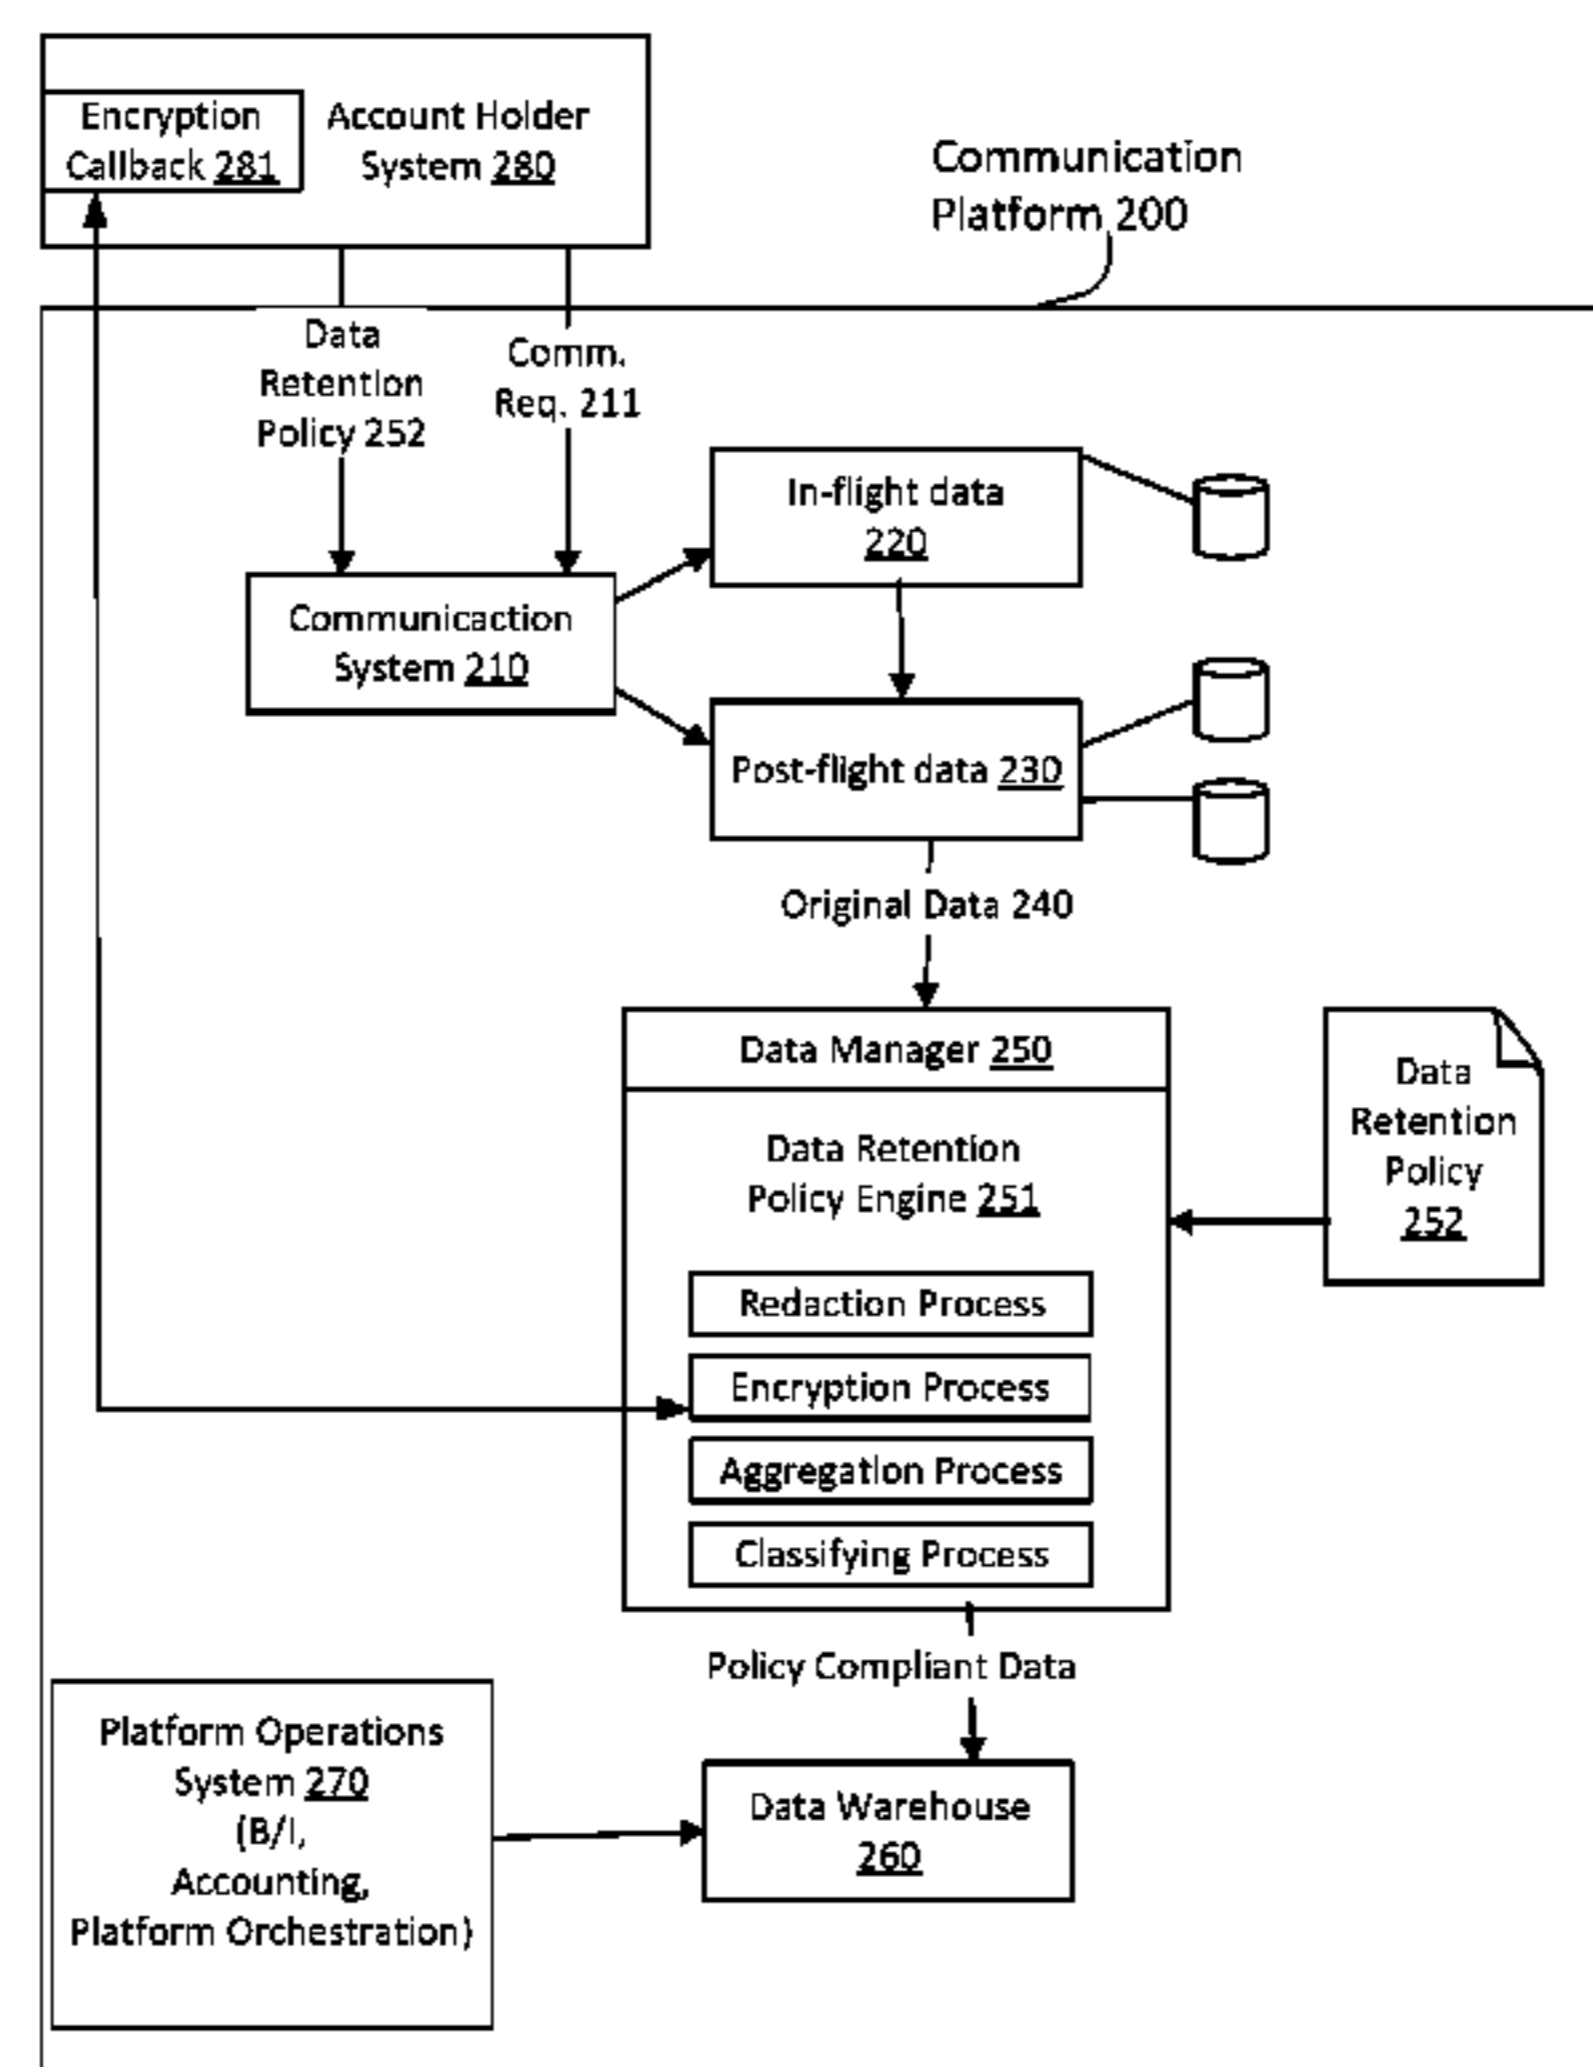 Encryption
Callback 281
Account Holder
System 280
Communication
Platform 200
Data
Retention
Policy 252
Comm.
Req. 211
In-flight data
220
Communicaction
System 210
Post-flight data 230
Original Data 240
Data Manager 250
Data Retention
Policy Engine 251
Data
Retention
Policy
252
Redaction Process
Encryption Process
Aggregation Process
Classifying Process
Policy Compliant Data
Platform Operations
System 270
(B/I,
Accounting,
Platform Orchestration)
Data Warehouse
260